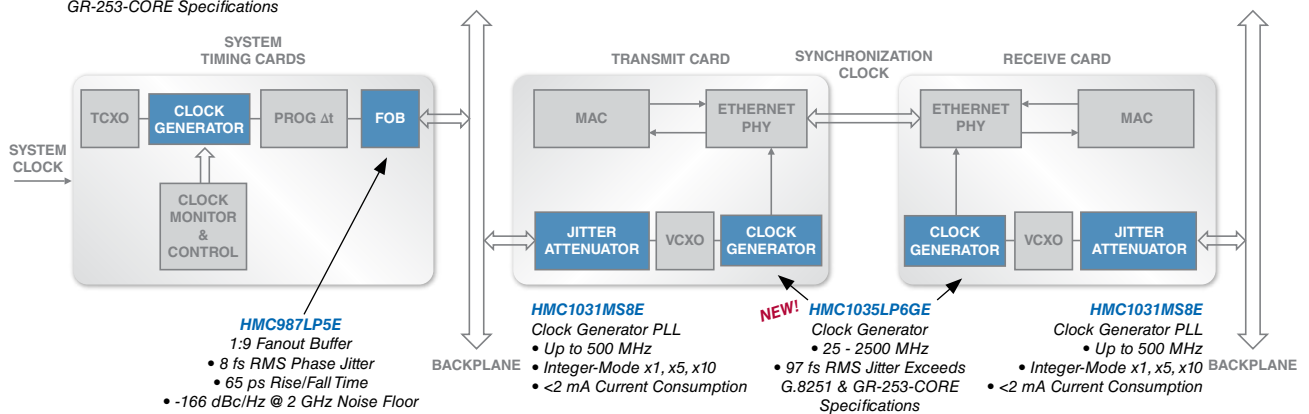 GR-253-CORE Specifications
SYSTEM
TIMING CARDS
TRANSMIT CARD
SYNCHRONIZATION
CLOCK
RECEIVE CARD
TCXO
CLOCK
GENERATOR
PROG Δt
FOB
MAC
ETHERNET
PHY
ETHERNET
PHY
MAC
SYSTEM
CLOCK
CLOCK
MONITOR
&
CONTROL
JITTER
ATTENUATOR
VCXO
CLOCK
GENERATOR
CLOCK
GENERATOR
VCXO
JITTER
ATTENUATOR
HMC987LP5E
1:9 Fanout Buffer
• 8 fs RMS Phase Jitter
• 65 ps Rise/Fall Time
• -166 dBc/Hz @ 2 GHz Noise Floor
BACKPLANE
HMC1031MS8E
Clock Generator PLL
• Up to 500 MHz
• Integer-Mode x1, x5, x10
• <2 mA Current Consumption
NEW!
HMC1035LP6GE
Clock Generator
• 25 - 2500 MHz
• 97 fs RMS Jitter Exceeds
G.8251 & GR-253-CORE
Specifications
HMC1031MS8E
Clock Generator PLL
• Up to 500 MHz
• Integer-Mode x1, x5, x10
• <2 mA Current Consumption
BACKPLANE